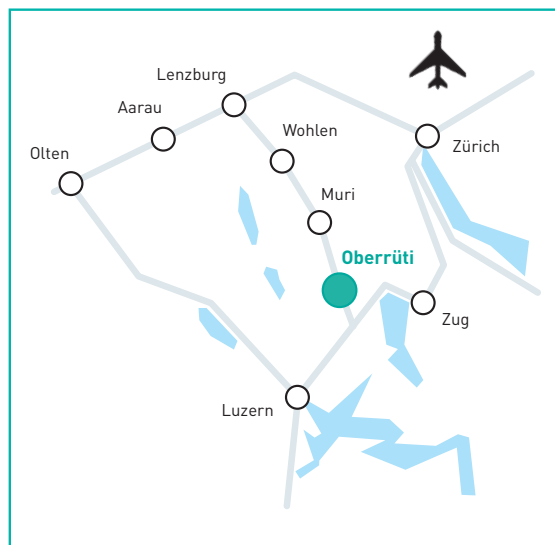 Lenzburg
Aarau
Wohlen
Zürich
Olten
Muri
Oberrüti
Zug
Luzern